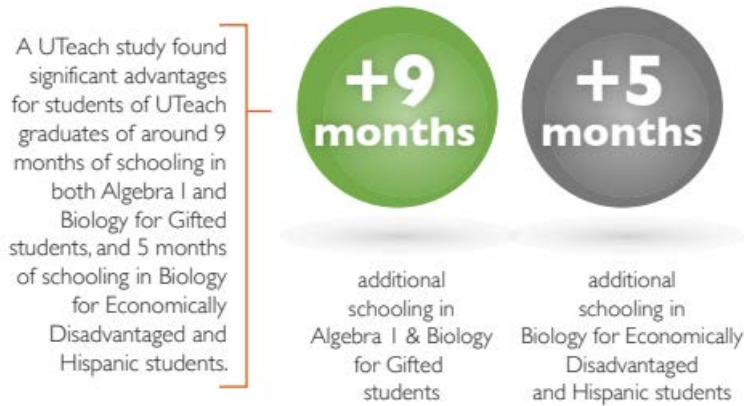 A UTeach study found
significant advantages
for students of UTeach
graduates of around 9
months of schooling in
both Algebra I and
Biology for Gifted
students, and 5 months
of schooling in Biology
for Economically
Disadvantaged and
Hispanic students.
+9
months
additional
schooling in
Algebra 1 & Biology
for Gifted
students
+5
months
additional
schooling in
Biology for Economically
Disadvantaged
and Hispanic students